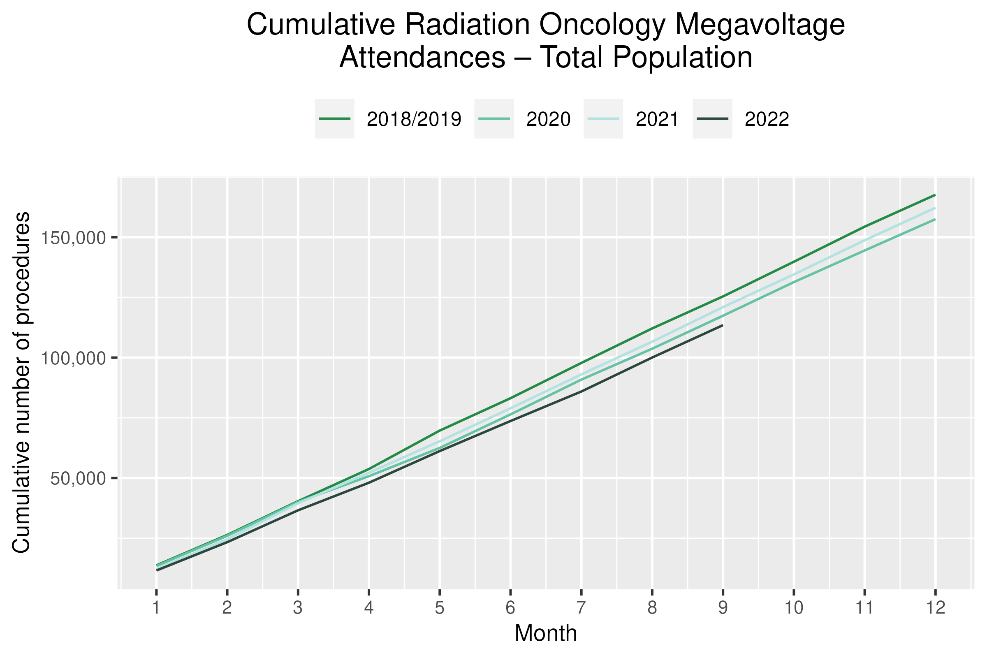 Cumulative Radiation Oncology Megavoltage
Attendances – Total Population
2018/2019 2020 2021 2022
Cumulative number of procedures
150,000
100,000
50,000
1 2 3 4 5 6 7 8 9 10 11 12
Month